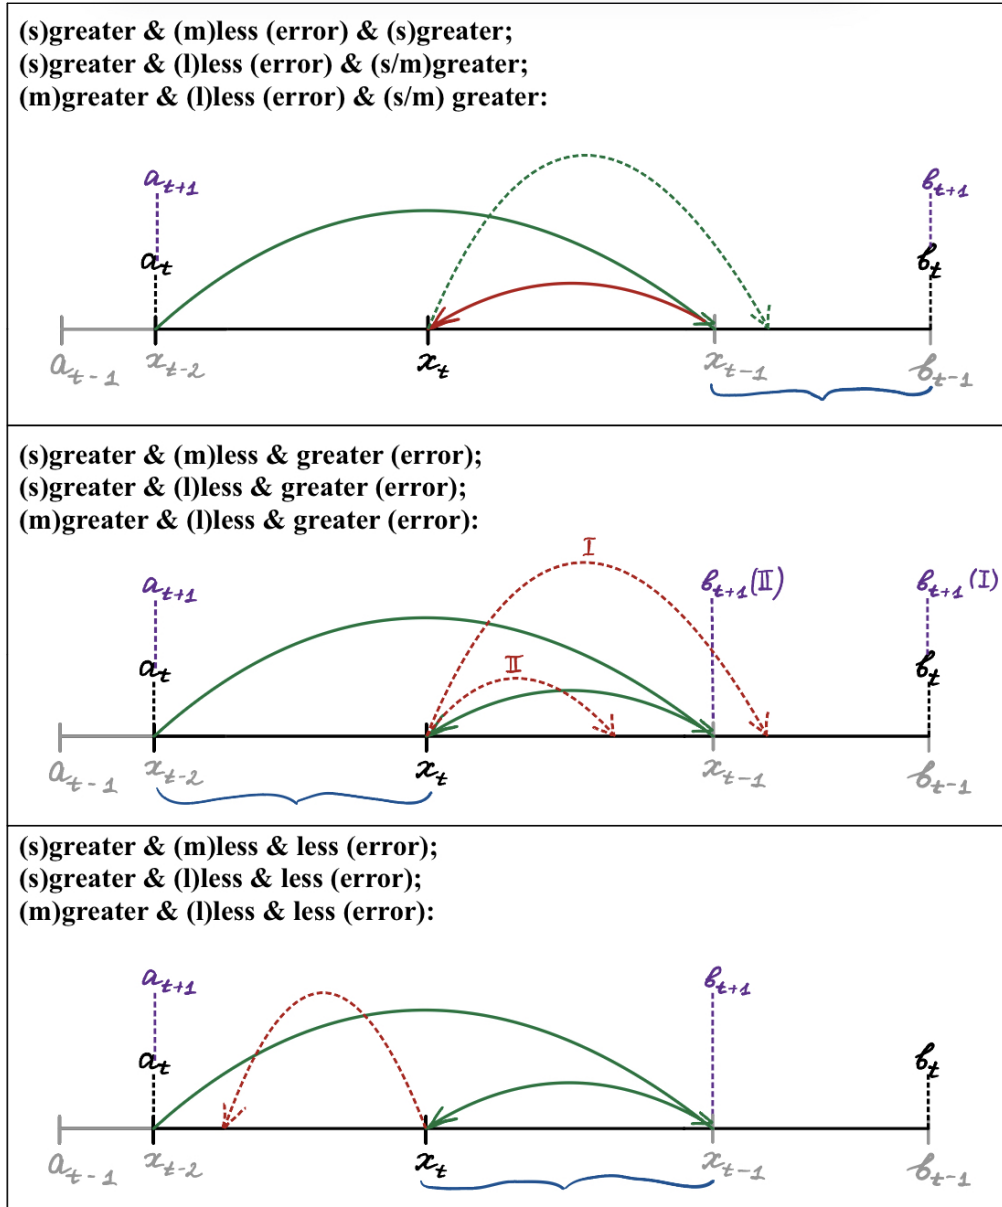 (s)greater & (m)less (error) & (s)greater;
(s)greater & (l)less (error) & (s/m)greater;
(m)greater & (l)less (error) & (s/m) greater:
a_{t+1} b_{t+1}
a_t b_t
a_{t-1} x_{t-2} x_t x_{t-1} b_{t-1}
(s)greater & (m)less & greater (error);
(s)greater & (l)less & greater (error);
(m)greater & (l)less & greater (error):
I
a_{t+1} b_{t+1}(II) b_{t+1}(I)
II
a_t b_t
a_{t-1} x_{t-2} x_t x_{t-1} b_{t-1}
(s)greater & (m)less & less (error);
(s)greater & (l)less & less (error);
(m)greater & (l)less & less (error):
a_{t+1} b_{t+1}
a_t b_t
a_{t-1} x_{t-2} x_t x_{t-1} b_{t-1}